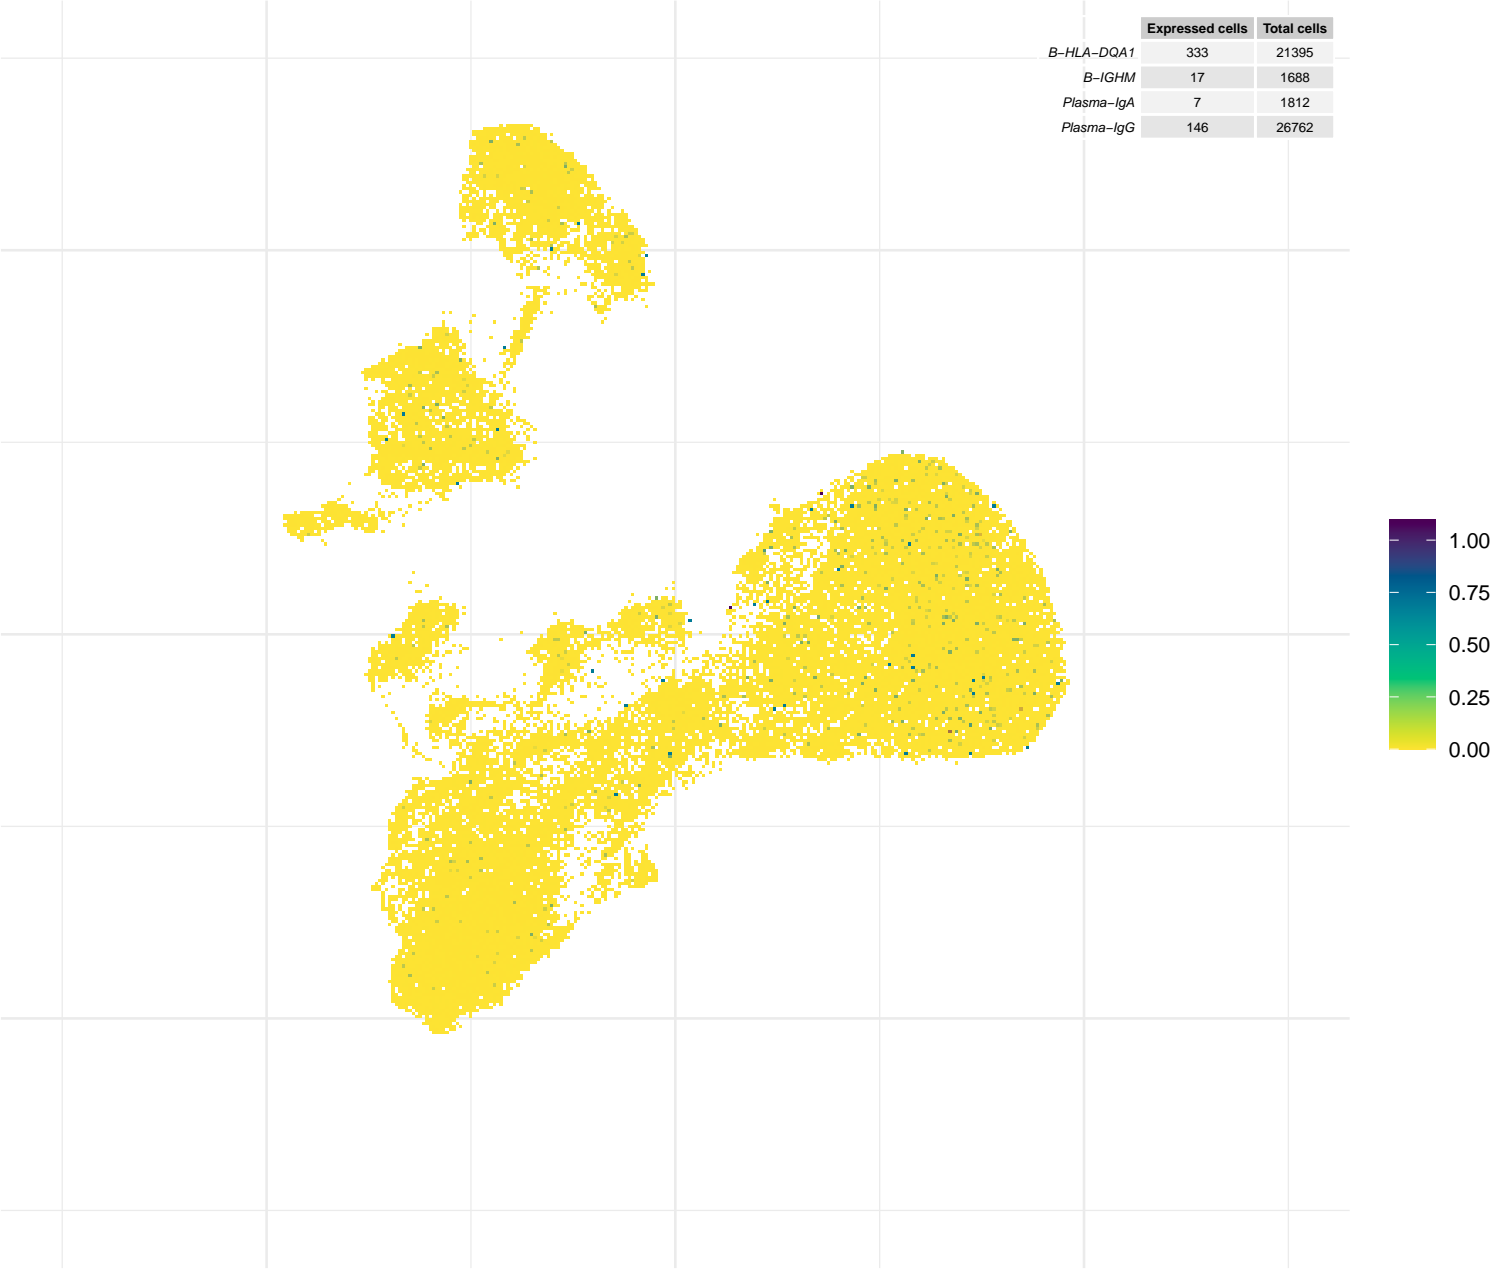 Expressed cells Total cells
B−HLA−DQA1 333 21395
B−IGHM 17 1688
Plasma−IgA 7 1812
Plasma−IgG 146 26762
1.00
0.75
0.50
0.25
0.00